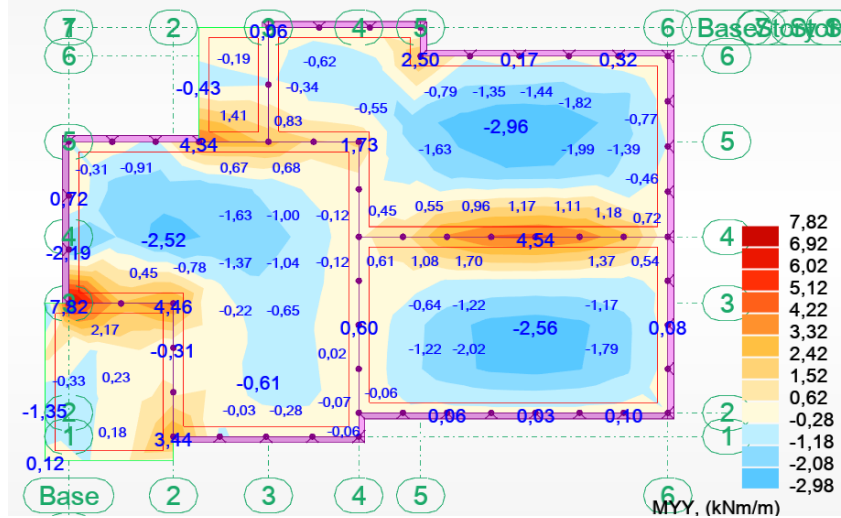 1 7 2 3 4 5 6 Base Story S
0,06
6 2,50 0,17 0,32 6
-0,19 -0,62
-0,43 -0,34 -0,79 -1,35 -1,44
-0,55 -1,82
1,41 0,83 -2,96 -0,77
5 4,34 1,73 -1,63 -1,99 -1,39 5
-0,31 -0,91 0,67 0,68 -0,46
0,72 0,55 0,96 1,17 1,11
-1,63 -1,00 -0,12 0,45 1,18 0,72
4 -2,52 4,54 4
-2,19 7,82
-0,78 -1,37 -1,04 -0,12 0,61 1,08 1,70 1,37 0,54 6,92
0,45 6,02
7,82 4,46 -0,22 -0,65 -0,64 -1,22 -1,17 3 5,12
2,17 0,60 -2,56 0,08 4,22
-0,31 0,02 -1,22 -2,02 -1,79 3,32
-0,33 0,23 -0,61 -0,06 2,42
-1,35 2 -0,03 -0,28 -0,07 0,06 0,03 0,10 2 1,52
0,18 1 3,44 -0,06 1 0,62
0,12 -0,28
-1,18
-2,08
Base 2 3 4 5 6 -2,98
MYY, (kNm/m)